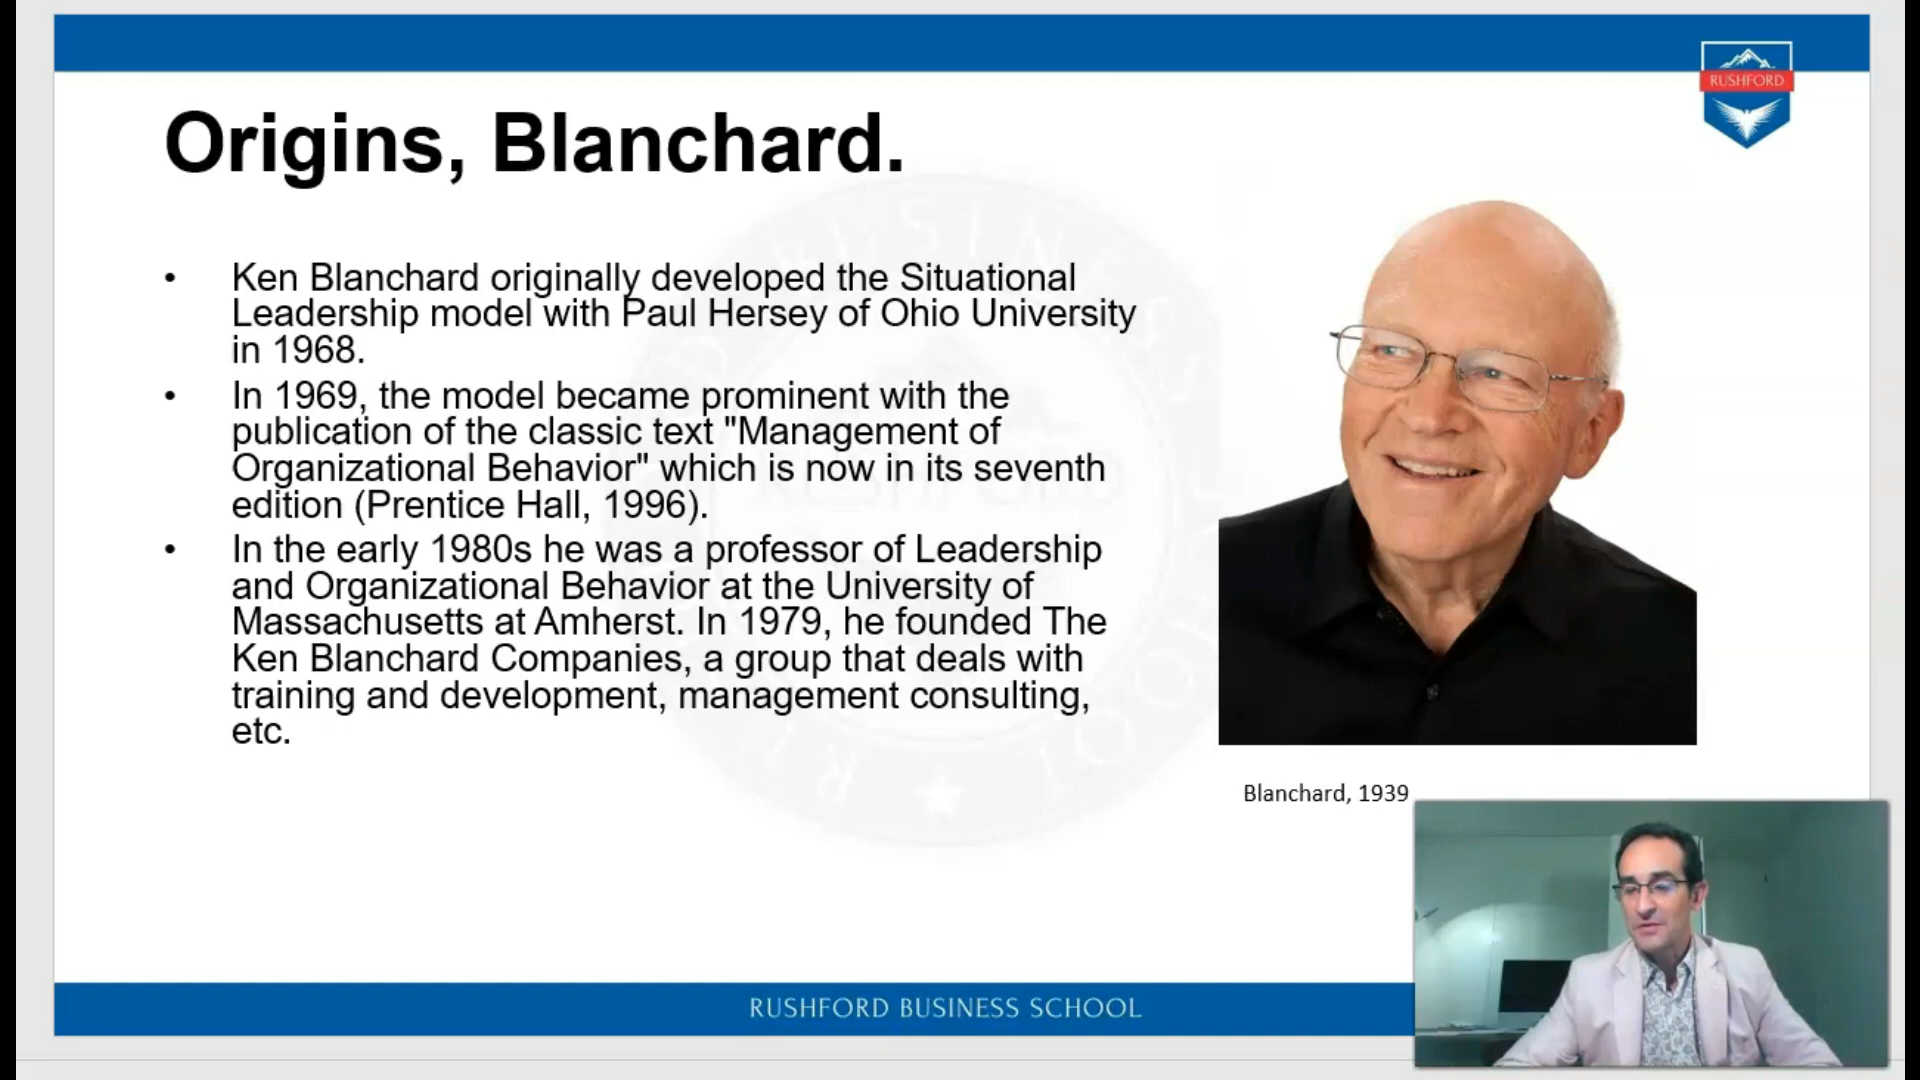 RUSHFORD
Origins, Blanchard.
• Ken Blanchard originally developed the Situational
Leadership model with Paul Hersey of Ohio University
in 1968.
• In 1969, the model became prominent with the
publication of the classic text "Management of
Organizational Behavior" which is now in its seventh
edition (Prentice Hall, 1996).
• In the early 1980s he was a professor of Leadership
and Organizational Behavior at the University of
Massachusetts at Amherst. In 1979, he founded The
Ken Blanchard Companies, a group that deals with
training and development, management consulting,
etc.
Blanchard, 1939
RUSHFORD BUSINESS SCHOOL